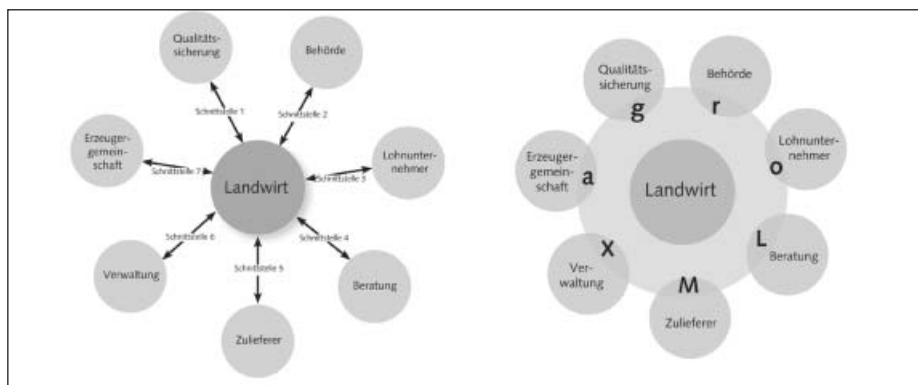 Qualitäts-
sicherung
Behörde
Schnittstelle 1
Schnittstelle 2
Erzeuger-
gemein-
schaft
Schnittstelle 7
Landwirt
Schnittstelle 3
Lohnunter-
nehmer
Schnittstelle 6
Schnittstelle 4
Verwaltung
Schnittstelle 5
Beratung
Zulieferer
Qualitäts-
sicherung
Behörde
g
r
Erzeuger-
gemein-
schaft
a
Landwirt
o
Lohnunter-
nehmer
X
Ver-
waltung
L
Beratung
M
Zulieferer